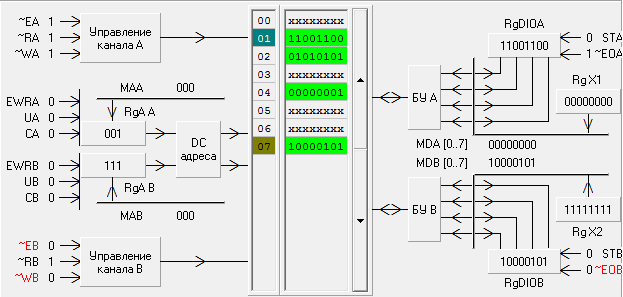 ~EA 1
~RA 1
~WA 1
Управление
канала A
EWRA 0
UA 0
CA 0
MAA 000
RgA A
001
DC
адреса
EWRB 0
UB 0
CB 0
111
RgA B
MAB 000
~EB 0
~RB 1
~WB 0
Управление
канала B
00 xxxxxxxx
01 11001100
02 01010101
03 xxxxxxxx
04 00000001
05 xxxxxxxx
06 xxxxxxxx
07 10000101
RgDIOA
11001100
0 STA
1 ~EOA
БУ A
Rg X1
00000000
MDA [0..7] 00000000
MDB [0..7] 10000101
БУ B
11111111
Rg X2
10000101
RgDIOB
0 STB
0 ~EOB